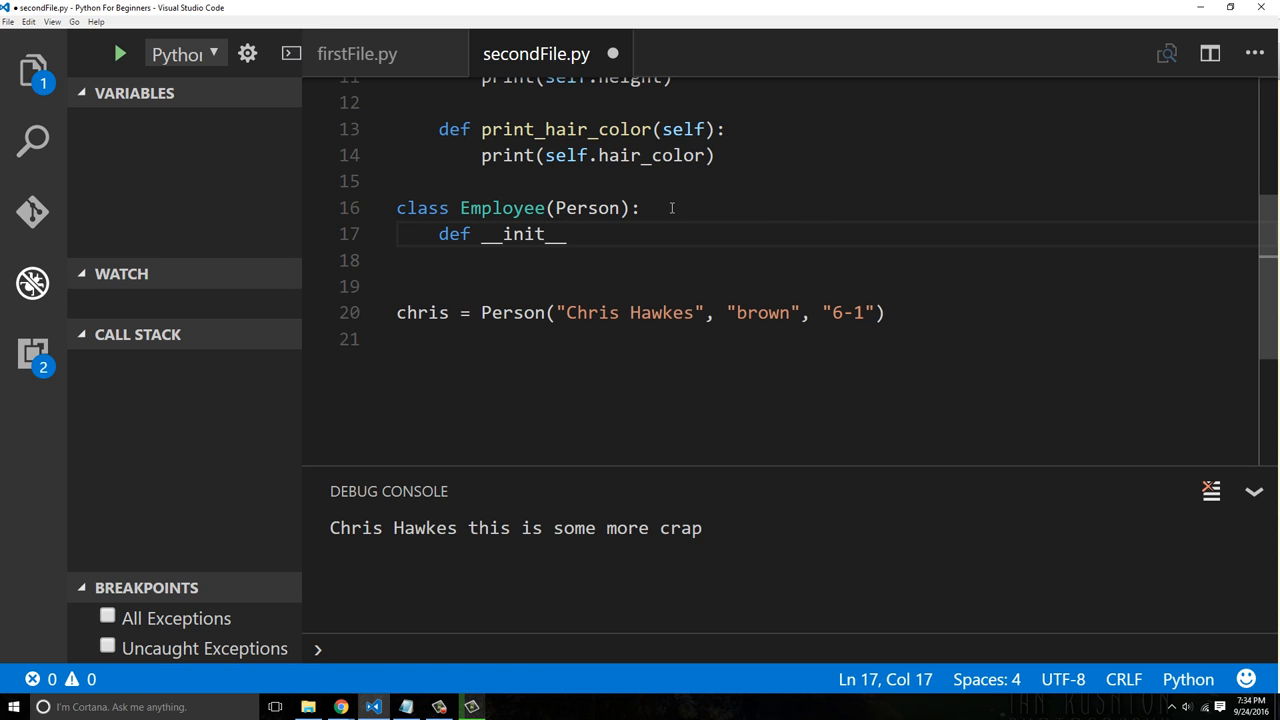 ● secondFile.py - Python For Beginners - Visual Studio Code
File Edit View Go Help
Pythor
firstFile.py
secondFile.py
1
VARIABLES
WATCH
CALL STACK
2
BREAKPOINTS
All Exceptions
Uncaught Exceptions
11 print(self.height)
12
13 def print_hair_color(self):
14 print(self.hair_color)
15
16 class Employee(Person):
17 def __init__
18
19
20 chris = Person("Chris Hawkes", "brown", "6-1")
21
DEBUG CONSOLE
Chris Hawkes this is some more crap
0 0
Ln 17, Col 17 Spaces: 4 UTF-8 CRLF Python
I'm Cortana. Ask me anything.
7:34 PM
9/24/2016